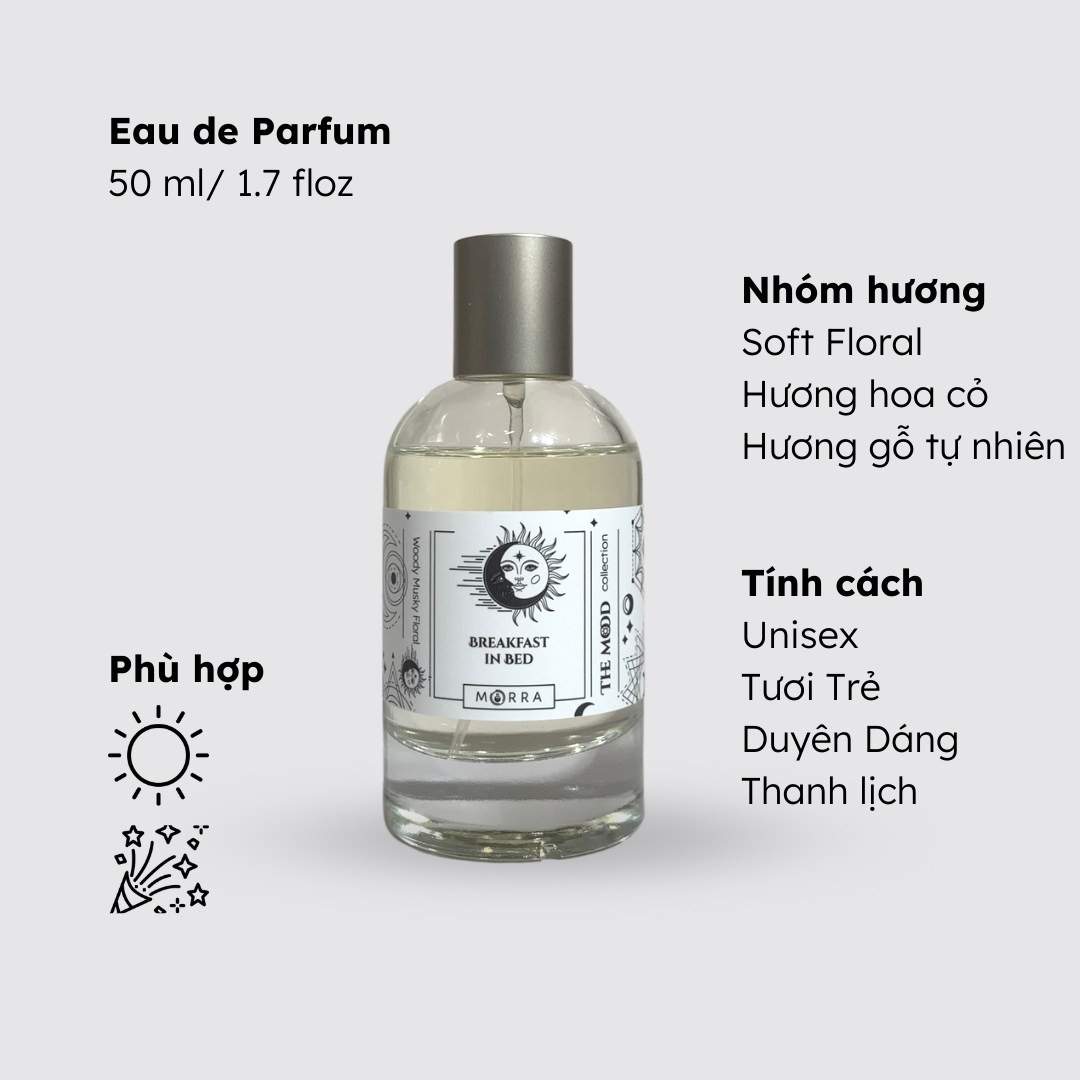 Eau de Parfum
50 ml/ 1.7 floz
Nhóm hương
Soft Floral
Hương hoa cỏ
Hương gỗ tự nhiên
Tính cách
Unisex
Tươi Trẻ
Duyên Dáng
Thanh lịch
Phù hợp
Woody Musky Floral
BREAKFAST
IN BED
MORRA
THE MOOD collection